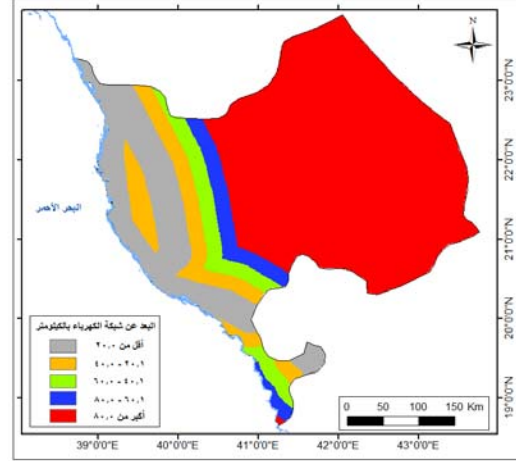 N
23°0'0"N
22°0'0"N
21°0'0"N
20°0'0"N
19°0'0"N
البحر الأحمر
البعد عن شبكة الكهرباء بالكيلومتر
أقل من ٢٠.٠
٢٠.١ - ٤٠.٠
٤٠.١ - ٦٠.٠
٦٠.١ - ٨٠.٠
أكبر من ٨٠.٠
0 50 100 150 Km
39°0'0"E 40°0'0"E 41°0'0"E 42°0'0"E 43°0'0"E